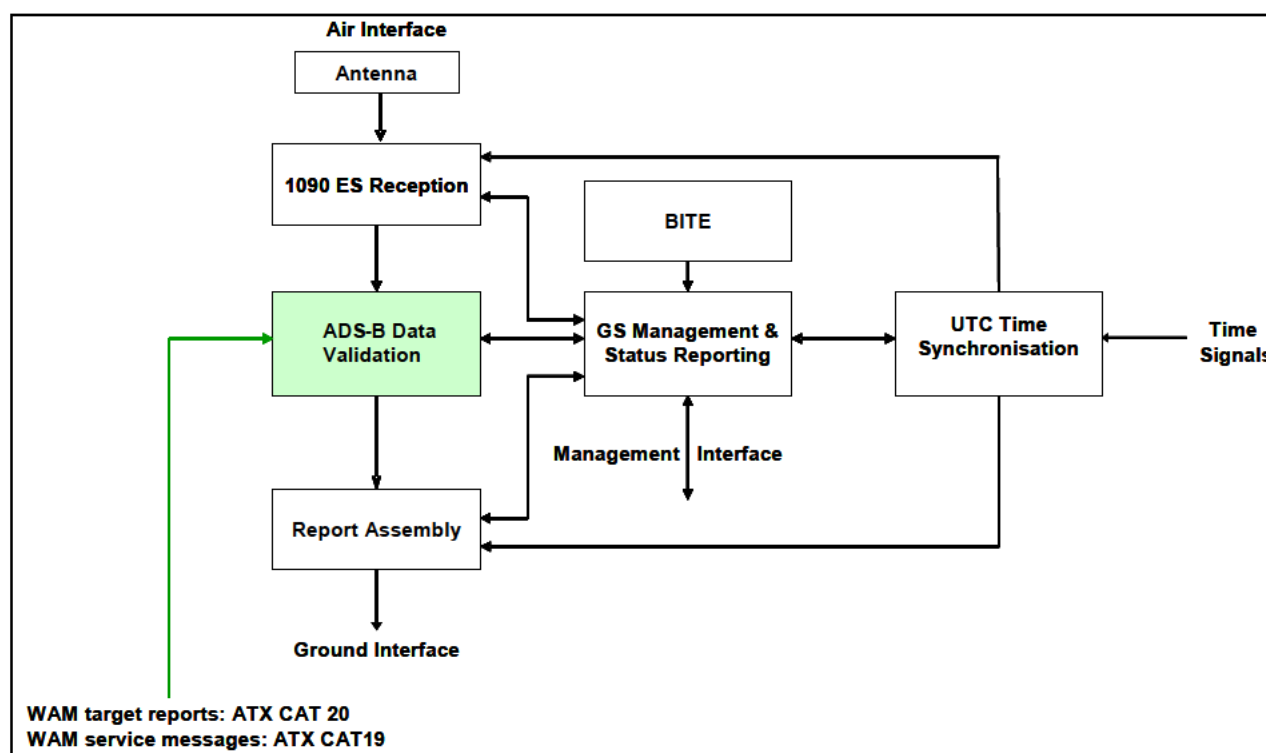 Air Interface
Antenna
1090 ES Reception
BITE
ADS-B Data
Validation
GS Management &
Status Reporting
UTC Time
Synchronisation
Time
Signals
Management Interface
Report Assembly
Ground Interface
WAM target reports: ATX CAT 20
WAM service messages: ATX CAT19